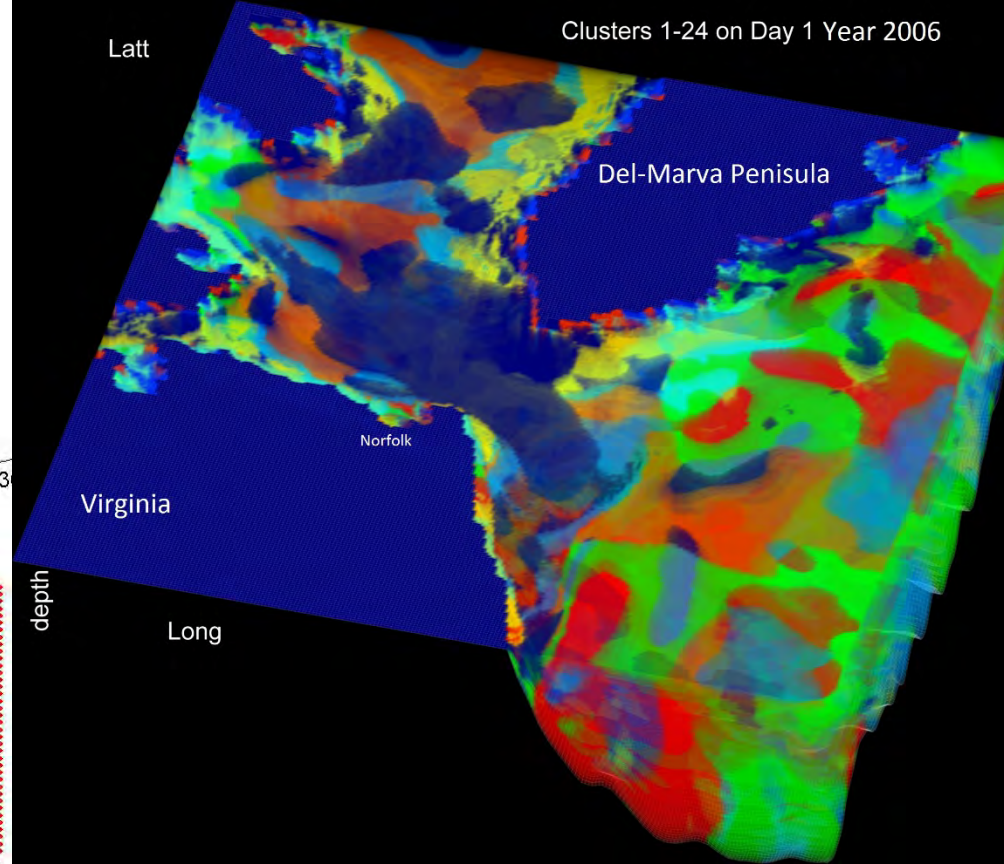 Clusters 1-24 on Day 1 Year 2006
Latt
Del-Marva Penisula
Norfolk
Virginia
depth
Long